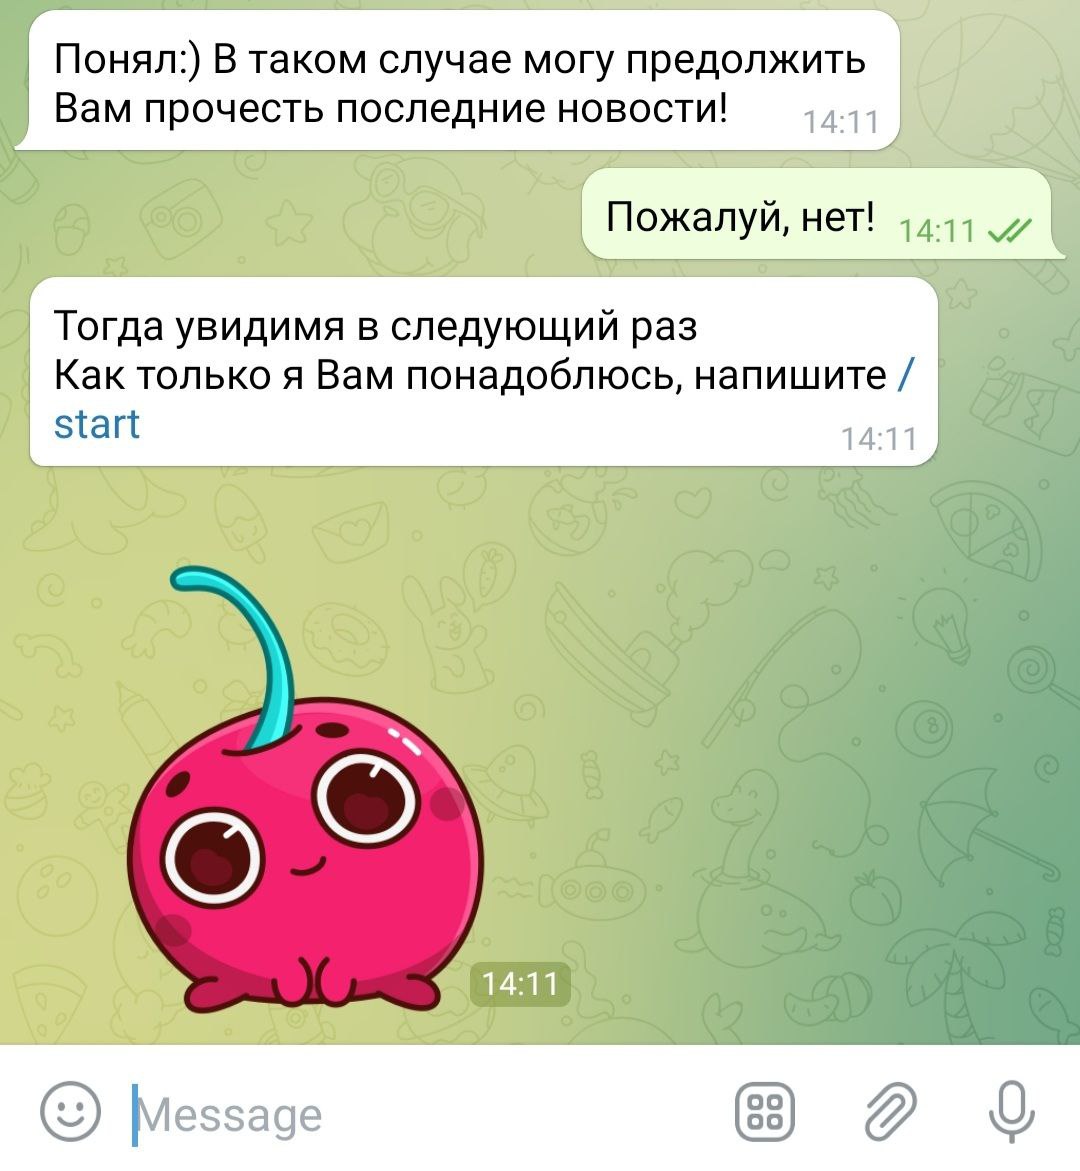 Понял:) В таком случае могу предолжить
Вам прочесть последние новости!
14:11
Пожалуй, нет!
14:11
Тогда увидимя в следующий раз
Как только я Вам понадоблюсь, напишите /
start
14:11
14:11
Message